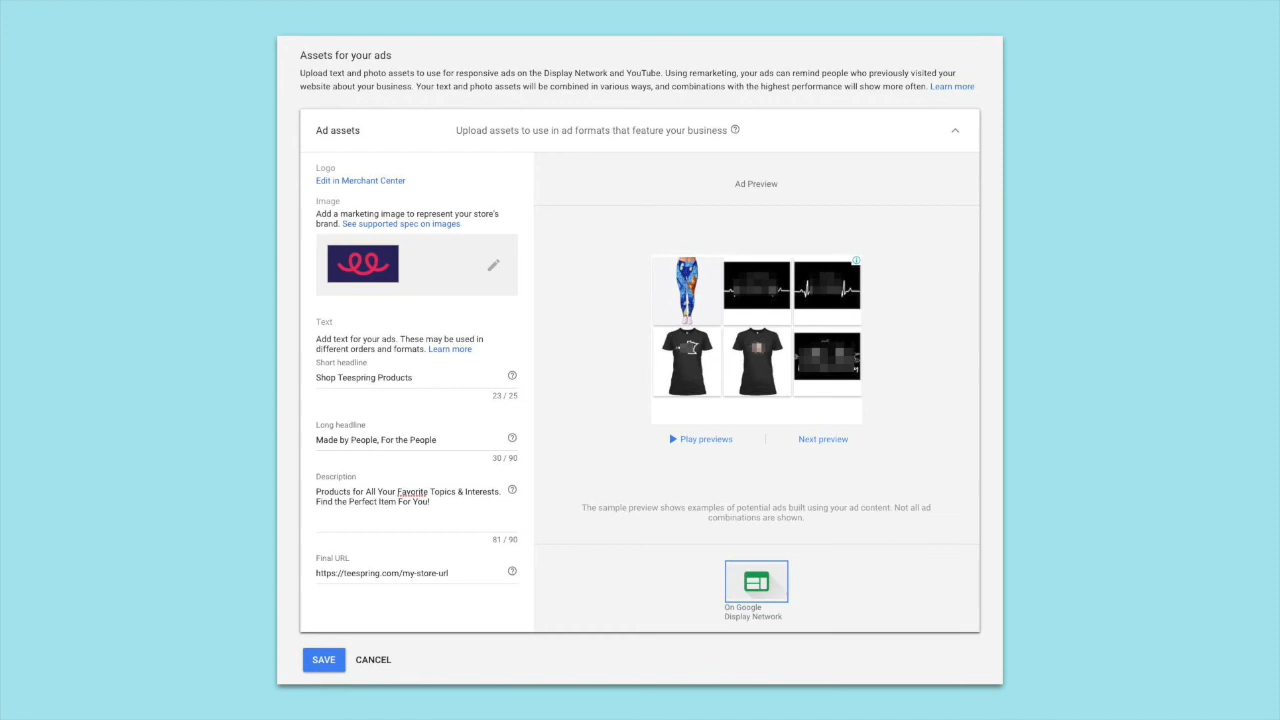 Assets for your ads
Upload text and photo assets to use for responsive ads on the Display Network and YouTube. Using remarketing, your ads can remind people who previously visited your
website about your business. Your text and photo assets will be combined in various ways, and combinations with the highest performance will show more often. Learn more
Ad assets
Upload assets to use in ad formats that feature your business
Logo
Edit in Merchant Center
Image
Add a marketing image to represent your store's
brand. See supported spec on images
Text
Add text for your ads. These may be used in
different orders and formats. Learn more
Short headline
Shop Teespring Products
23 / 25
Long headline
Made by People, For the People
30 / 90
Description
Products for All Your Favorite Topics & Interests.
Find the Perfect Item For You!
81 / 90
Final URL
https://teespring.com/my-store-url
Ad Preview
Play previews
Next preview
The sample preview shows examples of potential ads built using your ad content. Not all ad
combinations are shown.
On Google
Display Network
SAVE
CANCEL